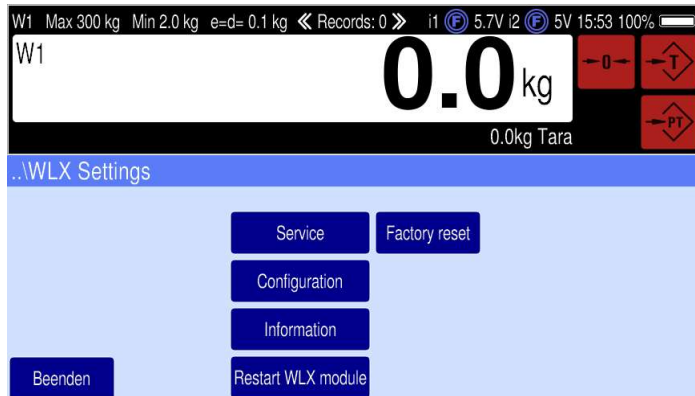 W1 Max 300 kg Min 2.0 kg e=d= 0.1 kg ≪ Records: 0 ≫ i1 F 5.7V i2 F 5V 15:53 100%
W1
0.0 kg
→0← →T
→PT
0.0kg Tara
..\WLX Settings
Service Factory reset
Configuration
Information
Beenden Restart WLX module